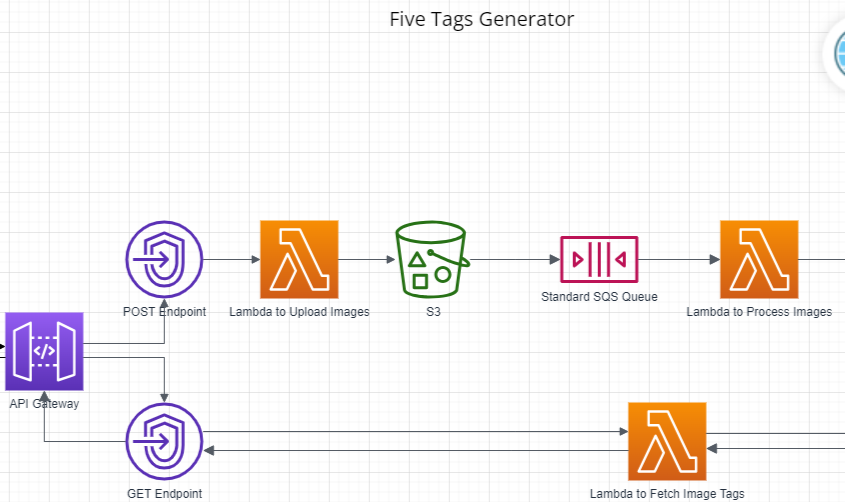 Five Tags Generator
POST Endpoint
Lambda to Upload Images
S3
Standard SQS Queue
Lambda to Process Images
</>
API Gateway
GET Endpoint
Lambda to Fetch Image Tags